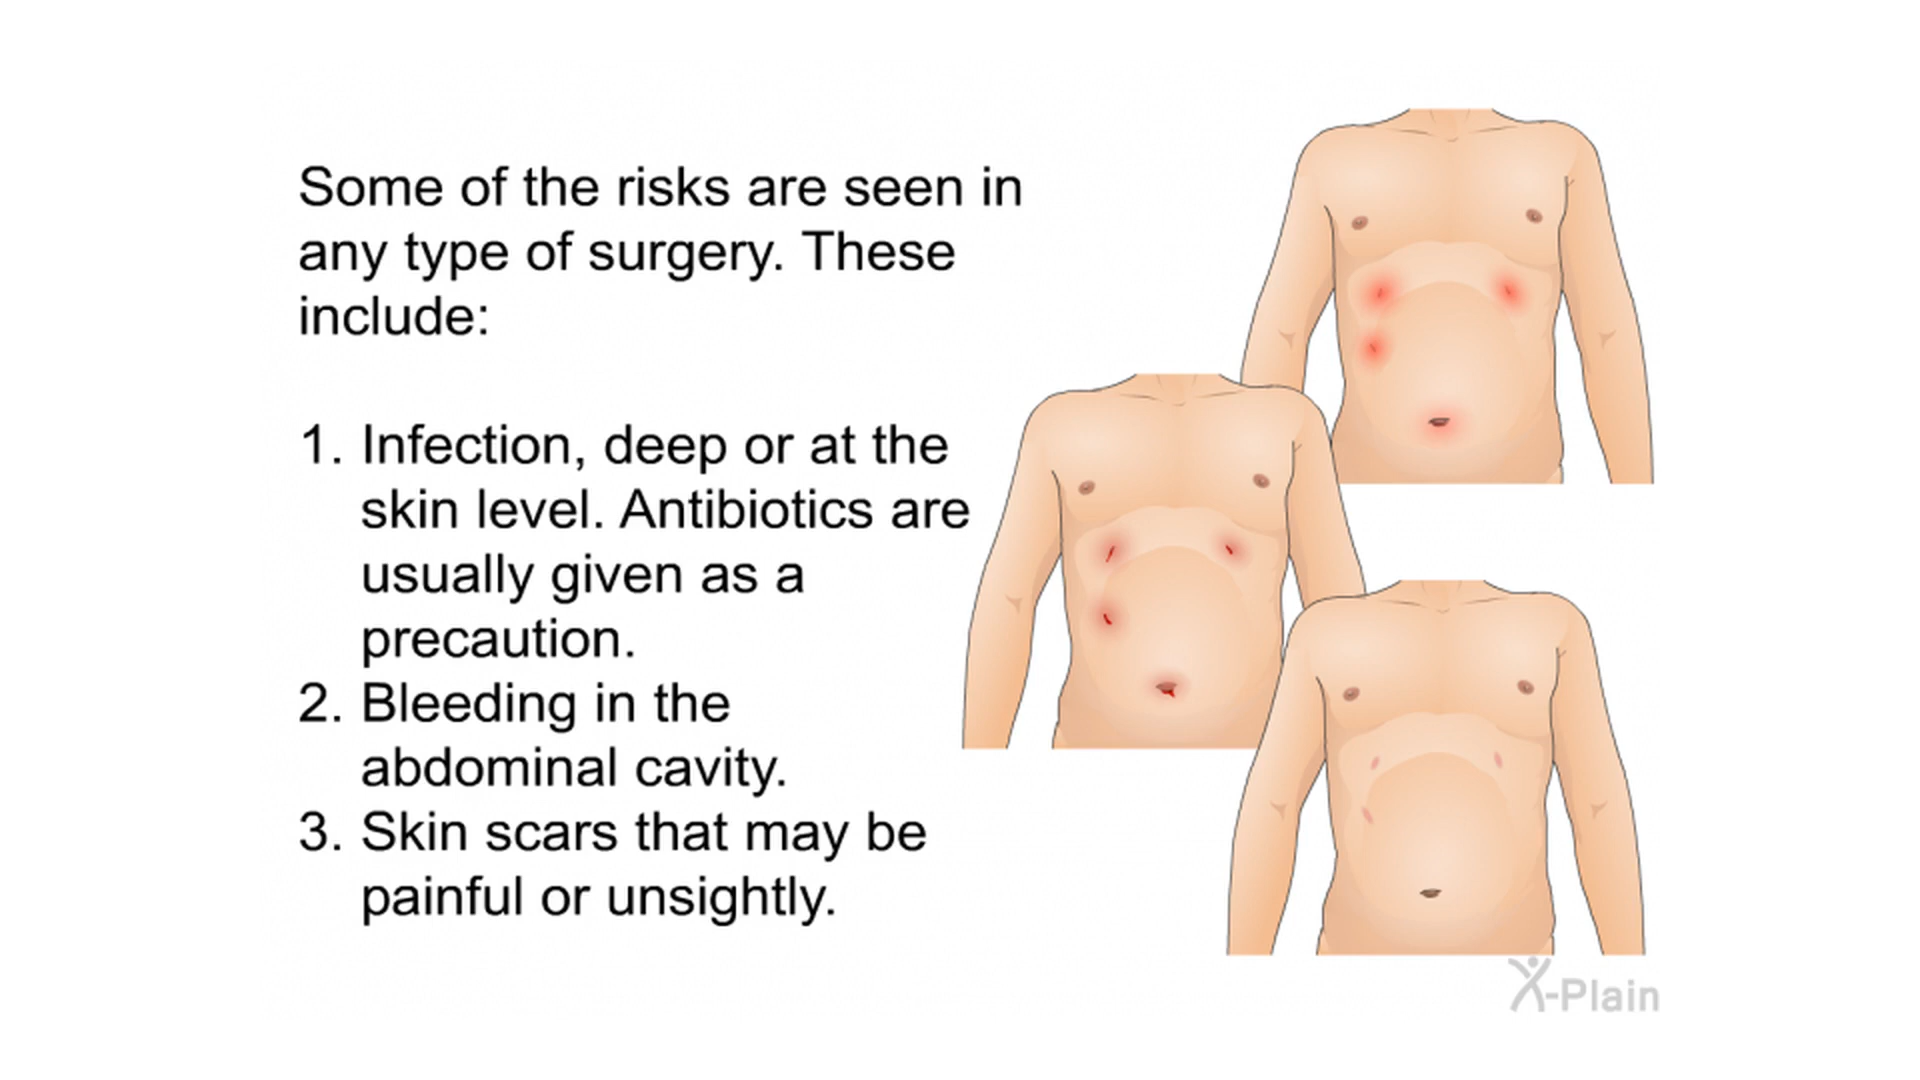 Some of the risks are seen in
any type of surgery. These
include:
1. Infection, deep or at the
skin level. Antibiotics are
usually given as a
precaution.
2. Bleeding in the
abdominal cavity.
3. Skin scars that may be
painful or unsightly.
X-Plain